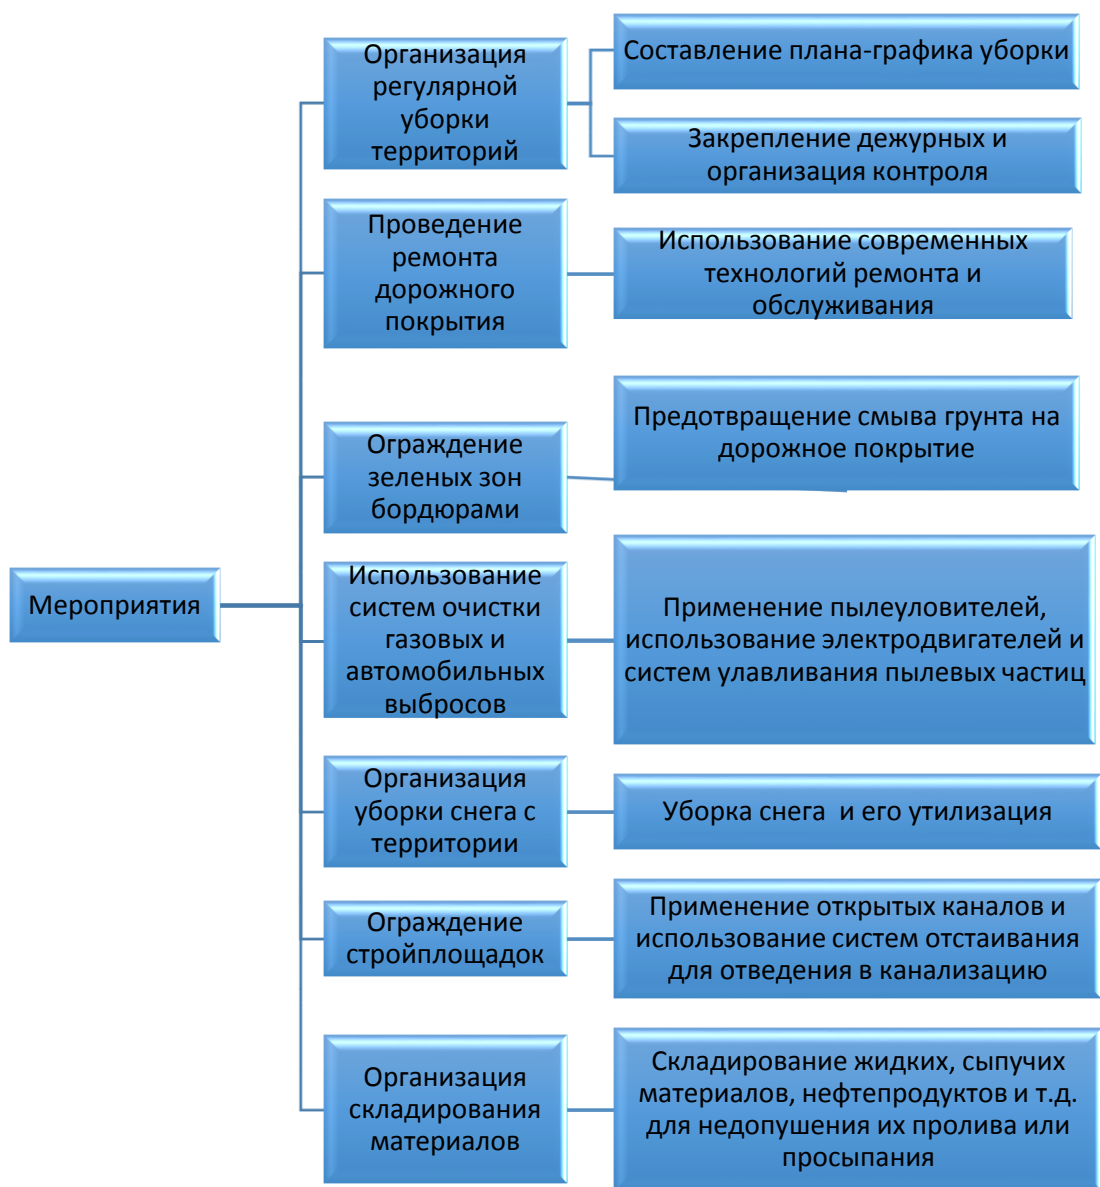 Мероприятия
Организация
регулярной
уборки
территорий
Составление плана-графика уборки
Закрепление дежурных и
организация контроля
Проведение
ремонта
дорожного
покрытия
Использование современных
технологий ремонта и
обслуживания
Ограждение
зеленых зон
бордюрами
Предотвращение смыва грунта на
дорожное покрытие
Использование
систем очистки
газовых и
автомобильных
выбросов
Применение пылеуловителей,
использование электродвигателей и
систем улавливания пылевых частиц
Организация
уборки снега с
территории
Уборка снега и его утилизация
Ограждение
стройплощадок
Применение открытых каналов и
использование систем отстаивания
для отведения в канализацию
Организация
складирования
материалов
Складирование жидких, сыпучих
материалов, нефтепродуктов и т.д.
для недопушения их пролива или
просыпания